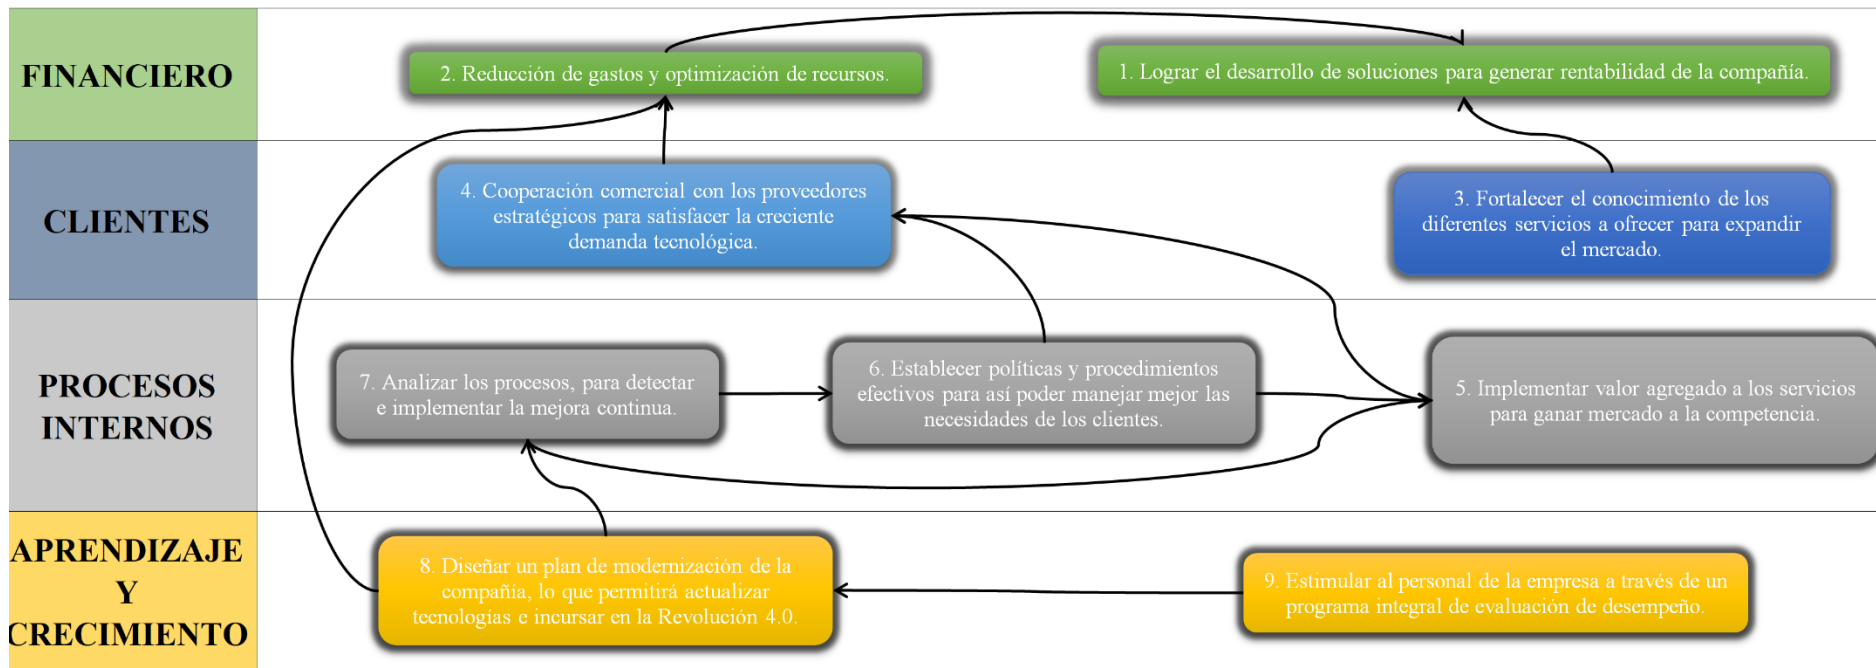 FINANCIERO
2. Reducción de gastos y optimización de recursos.
1. Lograr el desarrollo de soluciones para generar rentabilidad de la compañía.
CLIENTES
4. Cooperación comercial con los proveedores
estratégicos para satisfacer la creciente
demanda tecnológica.
3. Fortalecer el conocimiento de los
diferentes servicios a ofrecer para expandir
el mercado.
PROCESOS
INTERNOS
7. Analizar los procesos, para detectar
e implementar la mejora continua.
6. Establecer políticas y procedimientos
efectivos para así poder manejar mejor las
necesidades de los clientes.
5. Implementar valor agregado a los servicios
para ganar mercado a la competencia.
APRENDIZAJE
Y
CRECIMIENTO
8. Diseñar un plan de modernización de la
compañía, lo que permitirá actualizar
tecnologías e incursar en la Revolución 4.0.
9. Estimular al personal de la empresa a través de un
programa integral de evaluación de desempeño.